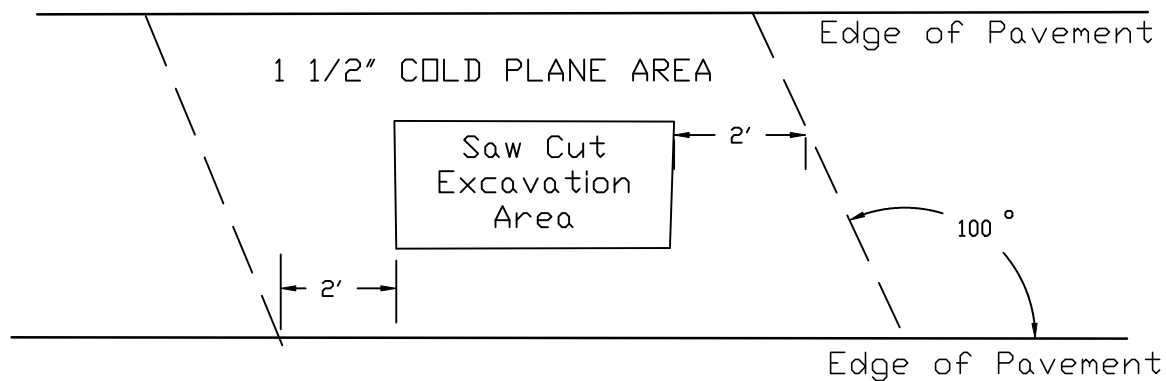 Edge of Pavement
1 1/2" COLD PLANE AREA
Saw Cut
Excavation
Area
2'
100 °
2'
Edge of Pavement